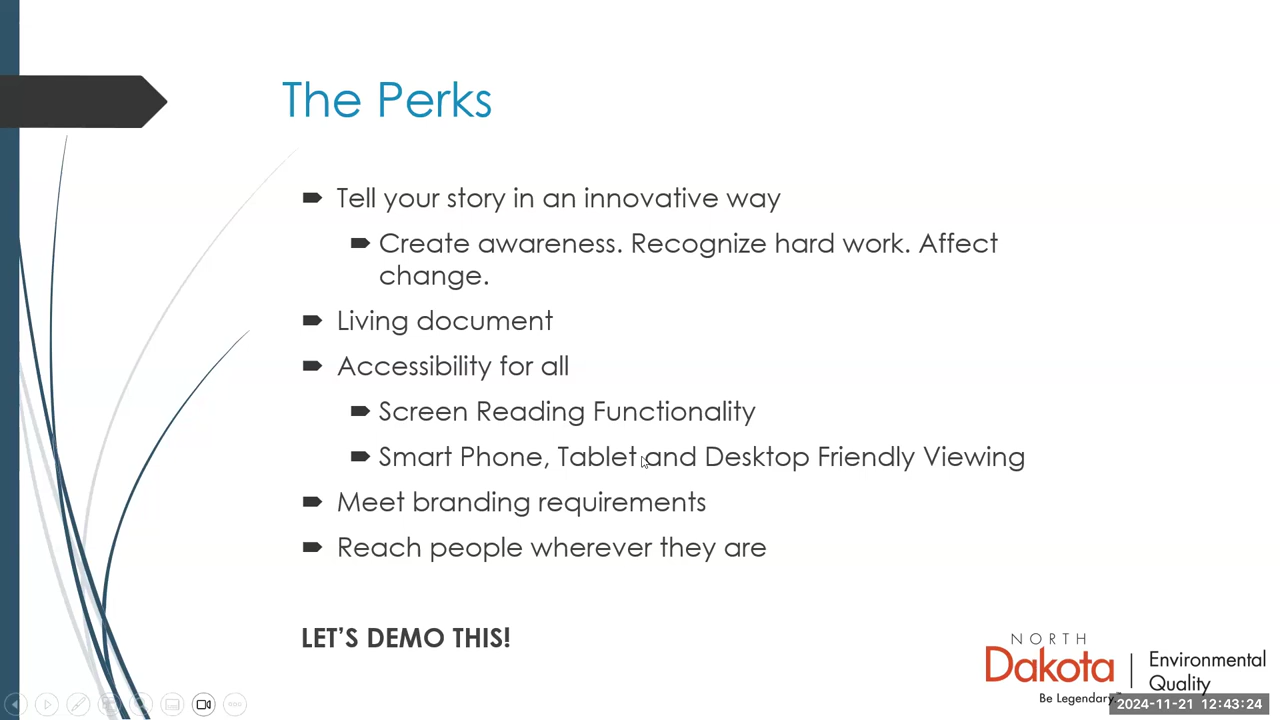 The Perks
Tell your story in an innovative way
Create awareness. Recognize hard work. Affect
change.
Living document
Accessibility for all
Screen Reading Functionality
Smart Phone, Tablet and Desktop Friendly Viewing
Meet branding requirements
Reach people wherever they are
LET'S DEMO THIS!
NORTH
Dakota
Be Legendary.
Environmental
Quality
2024-11-21 12:43:24